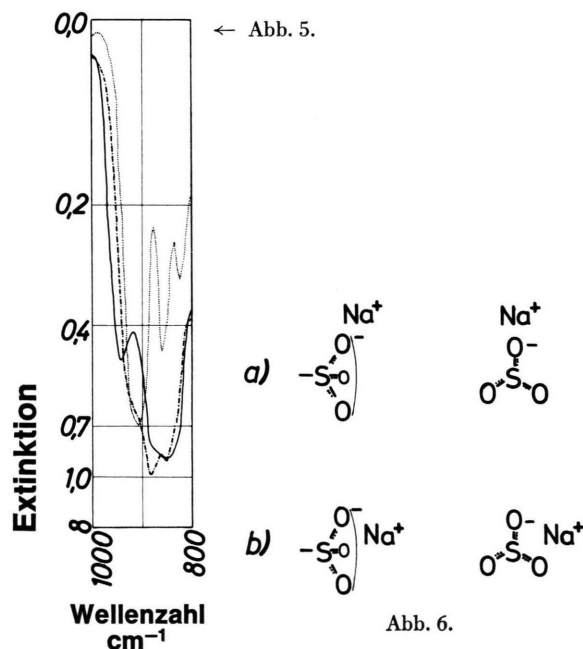 0,0
← Abb. 5.
0,2
0,4
0,7
1,0
∞
Extinktion
1000
800
Wellenzahl
cm⁻¹
a)
Na⁺
O⁻
–S=O
O
Na⁺
O⁻
S
O
O
b)
O⁻
Na⁺
–S=O
O
O⁻
Na⁺
S
O
O
Abb. 6.